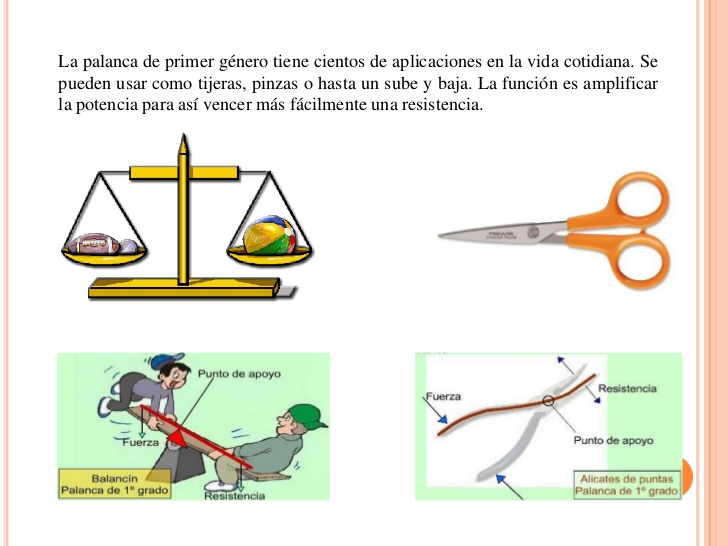 La palanca de primer género tiene cientos de aplicaciones en la vida cotidiana. Se
pueden usar como tijeras, pinzas o hasta un sube y baja. La función es amplificar
la potencia para así vencer más fácilmente una resistencia.
FISKARS
Punto de apoyo
Fuerza
Balancín
Palanca de 1º grado
Resistencia
Resistencia
Fuerza
Punto de apoyo
Alicates de puntas
Palanca de 1º grado